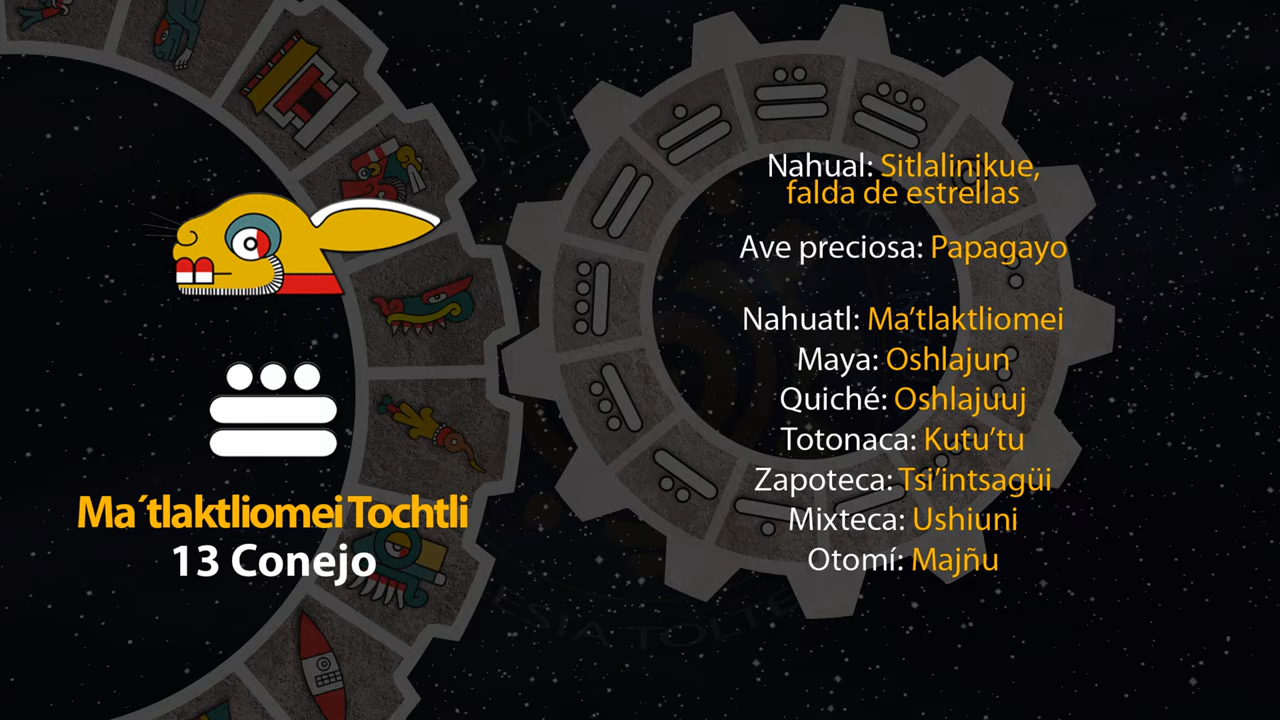 Ma´tlaktliomei Tochtli
13 Conejo
Nahual: Sitlalinikue,
falda de estrellas
Ave preciosa: Papagayo
Nahuatl: Ma’tlaktliomei
Maya: Oshlajun
Quiché: Oshlajuuj
Totonaca: Kutu’tu
Zapoteca: Tsi’intsagüi
Mixteca: Ushiuni
Otomí: Majñu